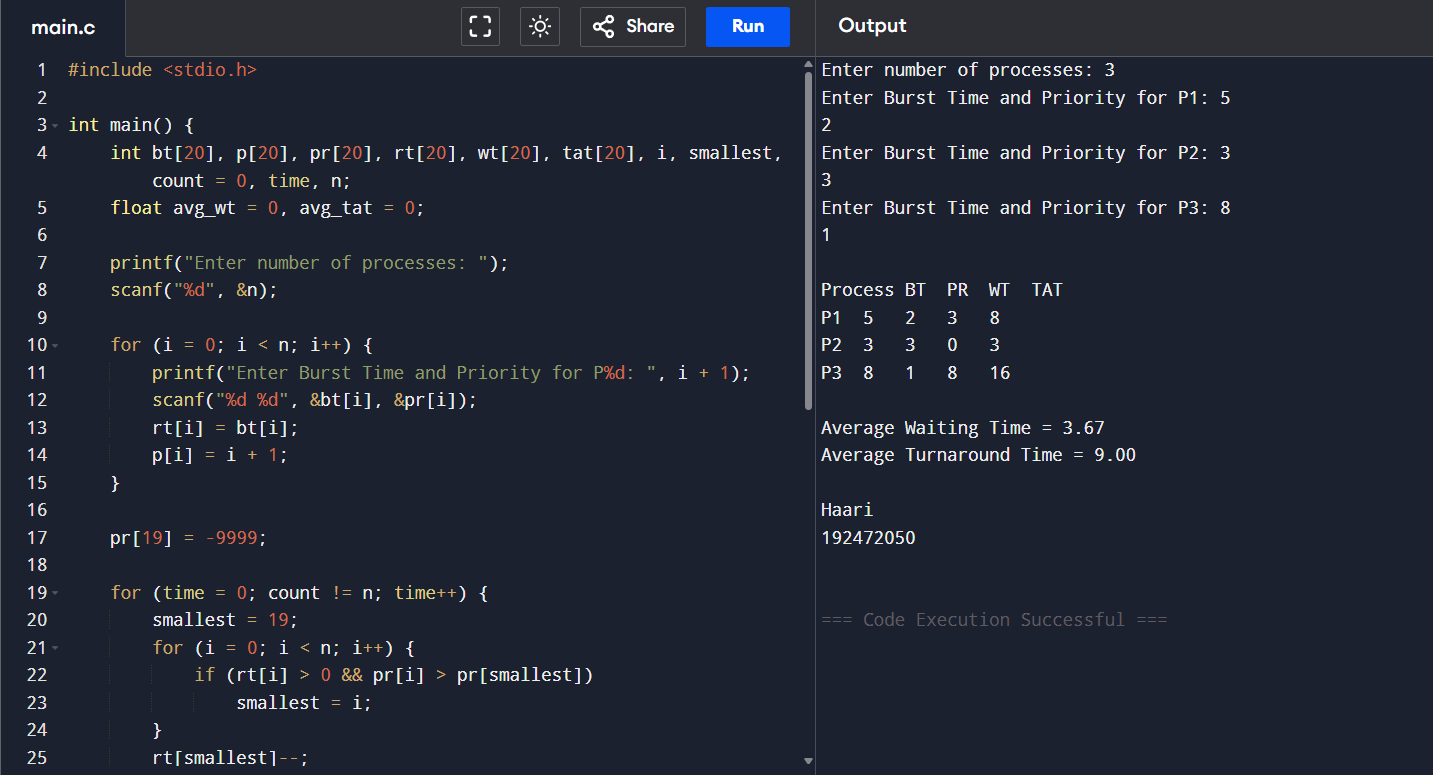 main.c
Share
Run
1 #include <stdio.h>
2
3 int main() {
4 int bt[20], p[20], pr[20], rt[20], wt[20], tat[20], i, smallest,
count = 0, time, n;
5 float avg_wt = 0, avg_tat = 0;
6
7 printf("Enter number of processes: ");
8 scanf("%d", &n);
9
10 for (i = 0; i < n; i++) {
11 printf("Enter Burst Time and Priority for P%d: ", i + 1);
12 scanf("%d %d", &bt[i], &pr[i]);
13 rt[i] = bt[i];
14 p[i] = i + 1;
15 }
16
17 pr[19] = -9999;
18
19 for (time = 0; count != n; time++) {
20 smallest = 19;
21 for (i = 0; i < n; i++) {
22 if (rt[i] > 0 && pr[i] > pr[smallest])
23 smallest = i;
24 }
25 rt[smallest]--;
Output
Enter number of processes: 3
Enter Burst Time and Priority for P1: 5
2
Enter Burst Time and Priority for P2: 3
3
Enter Burst Time and Priority for P3: 8
1
Process BT PR WT TAT
P1 5 2 3 8
P2 3 3 0 3
P3 8 1 8 16
Average Waiting Time = 3.67
Average Turnaround Time = 9.00
Haari
192472050
=== Code Execution Successful ===